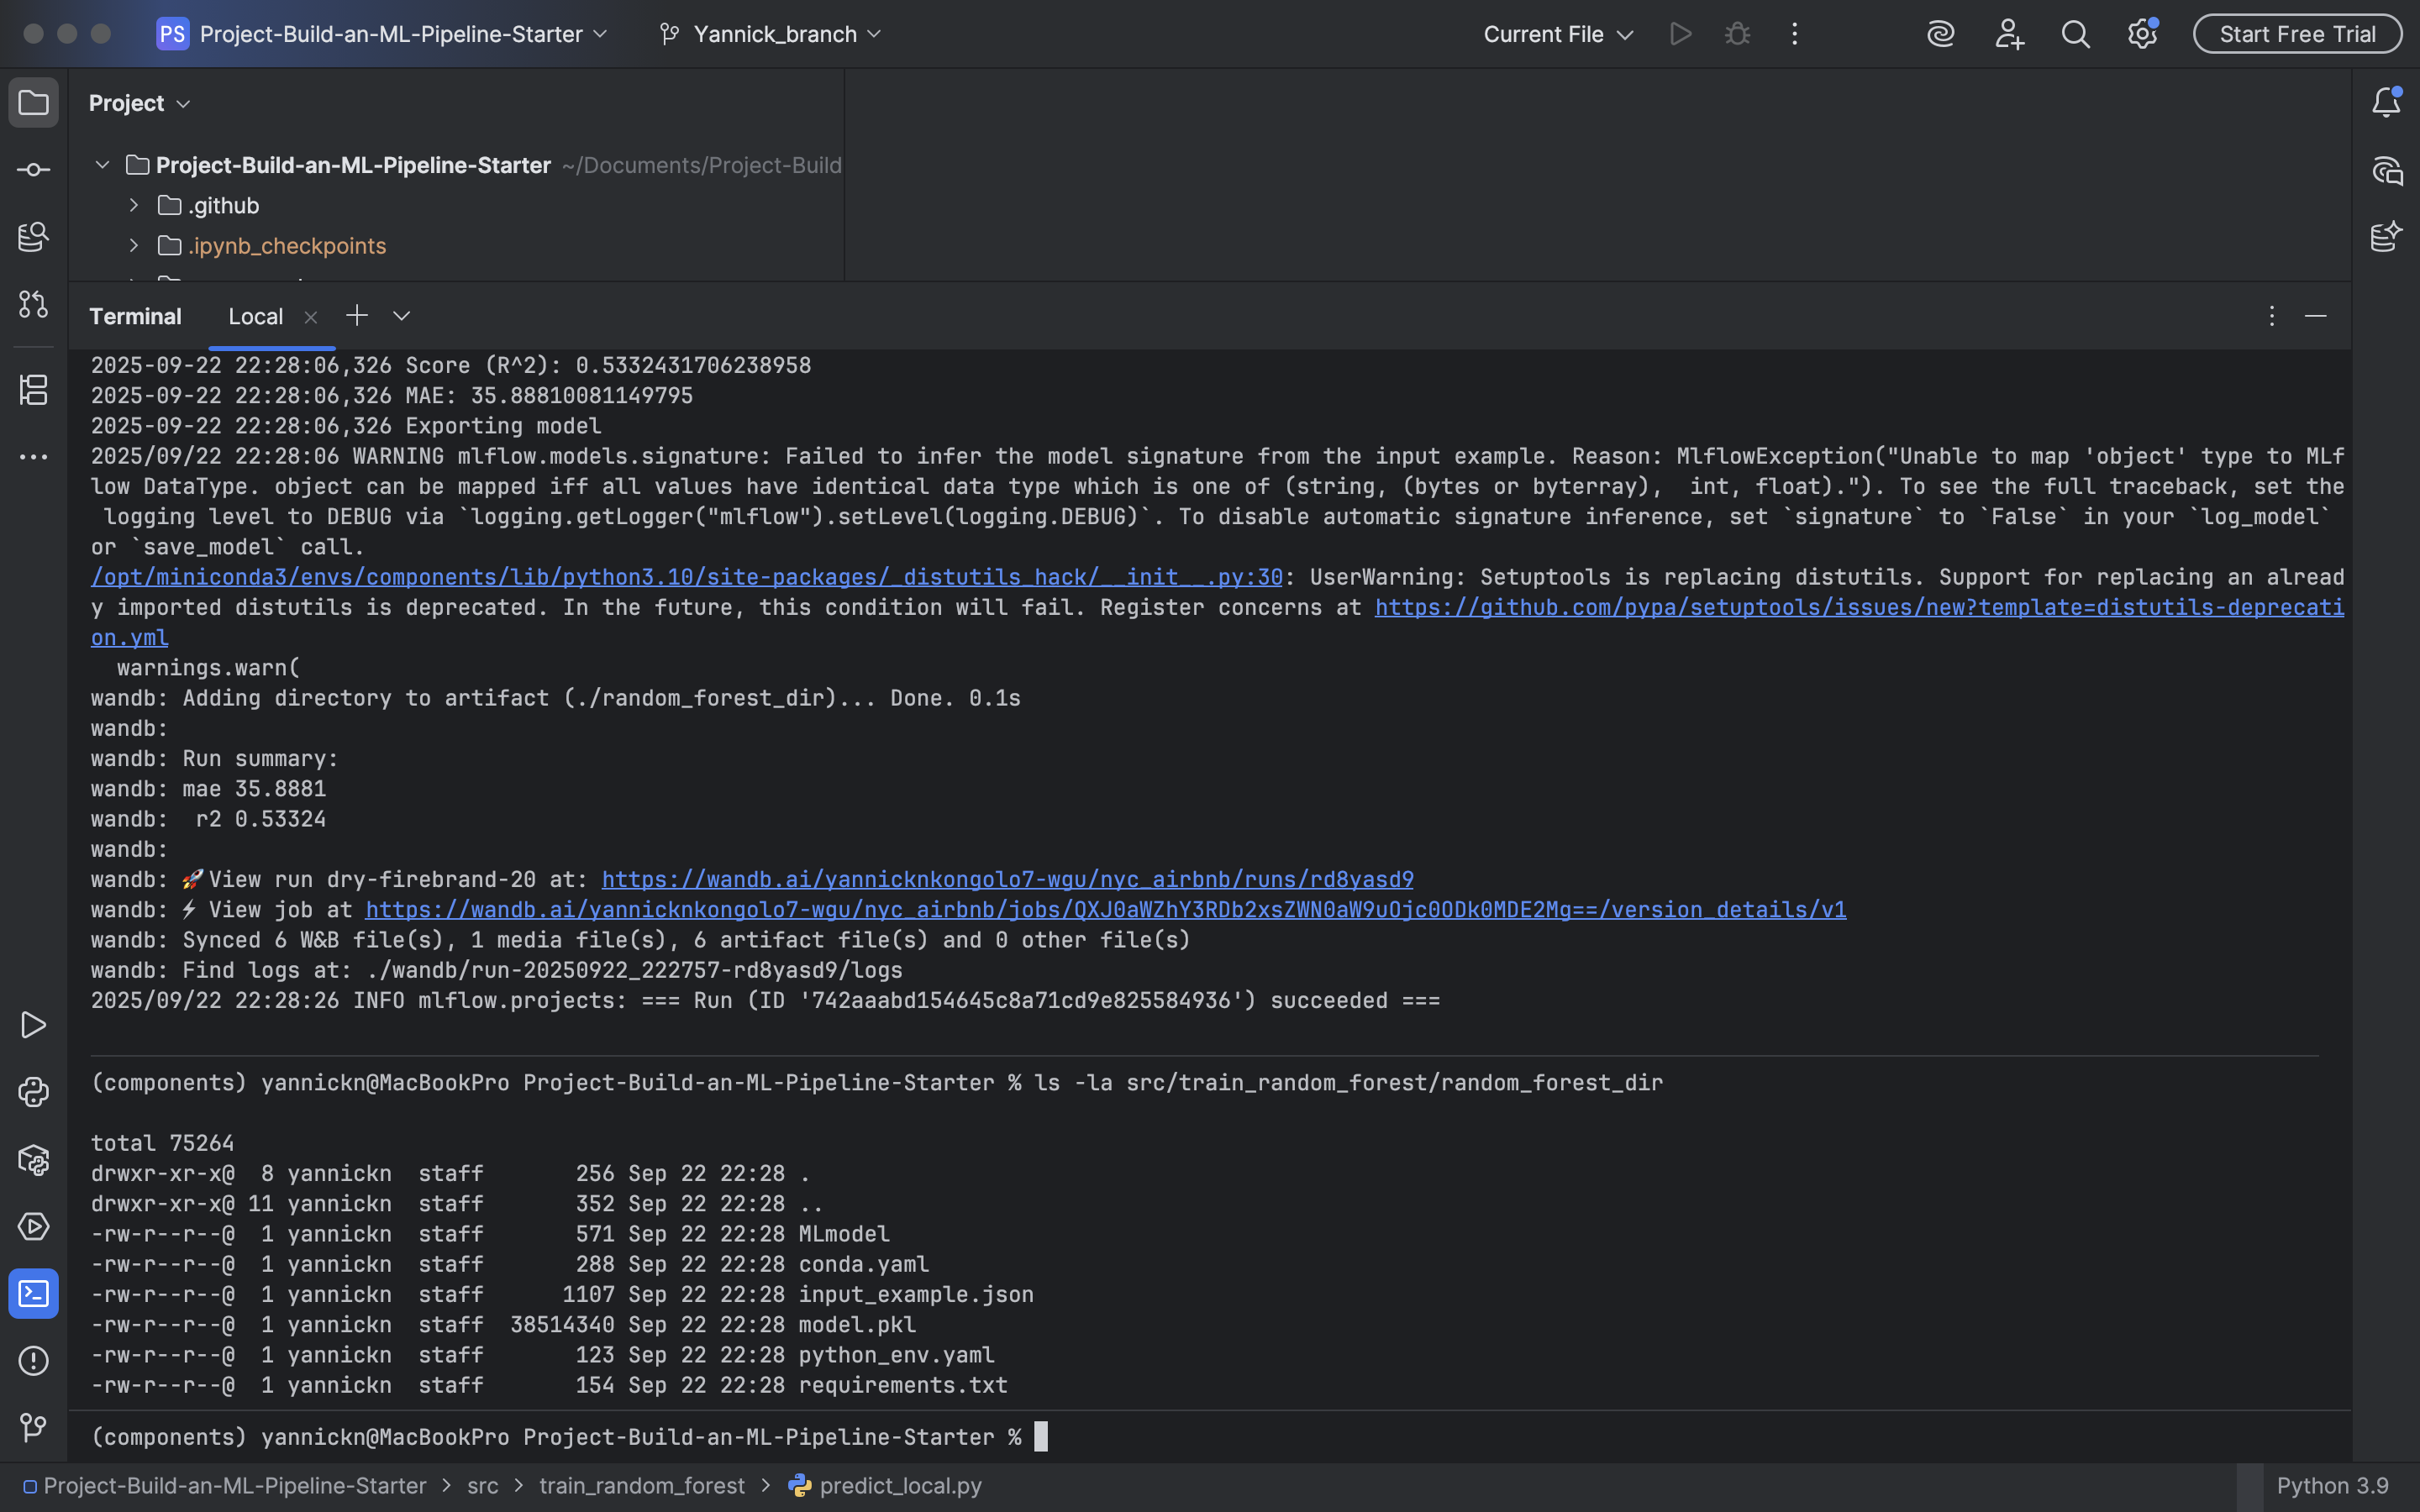 PS Project-Build-an-ML-Pipeline-Starter Yannick_branch Current File Start Free Trial
Project
Project-Build-an-ML-Pipeline-Starter ~/Documents/Project-Build
.github
.ipynb_checkpoints
Terminal Local
2025-09-22 22:28:06,326 Score (R^2): 0.5332431706238958
2025-09-22 22:28:06,326 MAE: 35.88810081149795
2025-09-22 22:28:06,326 Exporting model
2025/09/22 22:28:06 WARNING mlflow.models.signature: Failed to infer the model signature from the input example. Reason: MlflowException("Unable to map 'object' type to MLf
low DataType. object can be mapped iff all values have identical data type which is one of (string, (bytes or byterray),  int, float)."). To see the full traceback, set the
 logging level to DEBUG via `logging.getLogger("mlflow").setLevel(logging.DEBUG)`. To disable automatic signature inference, set `signature` to `False` in your `log_model`
or `save_model` call.
/opt/miniconda3/envs/components/lib/python3.10/site-packages/_distutils_hack/__init__.py:30: UserWarning: Setuptools is replacing distutils. Support for replacing an alread
y imported distutils is deprecated. In the future, this condition will fail. Register concerns at https://github.com/pypa/setuptools/issues/new?template=distutils-deprecati
on.yml
  warnings.warn(
wandb: Adding directory to artifact (./random_forest_dir)... Done. 0.1s
wandb:
wandb: Run summary:
wandb: mae 35.8881
wandb:  r2 0.53324
wandb:
wandb: 🚀 View run dry-firebrand-20 at: https://wandb.ai/yannicknkongolo7-wgu/nyc_airbnb/runs/rd8yasd9
wandb: ⚡ View job at https://wandb.ai/yannicknkongolo7-wgu/nyc_airbnb/jobs/QXJ0aWZhY3RDb2xsZWN0aW9uOjc0ODk0MDE2Mg==/version_details/v1
wandb: Synced 6 W&B file(s), 1 media file(s), 6 artifact file(s) and 0 other file(s)
wandb: Find logs at: ./wandb/run-20250922_222757-rd8yasd9/logs
2025/09/22 22:28:26 INFO mlflow.projects: === Run (ID '742aaabd154645c8a71cd9e825584936') succeeded ===
(components) yannickn@MacBookPro Project-Build-an-ML-Pipeline-Starter % ls -la src/train_random_forest/random_forest_dir
total 75264
drwxr-xr-x@  8 yannickn  staff       256 Sep 22 22:28 .
drwxr-xr-x@ 11 yannickn  staff       352 Sep 22 22:28 ..
-rw-r--r--@  1 yannickn  staff       571 Sep 22 22:28 MLmodel
-rw-r--r--@  1 yannickn  staff       288 Sep 22 22:28 conda.yaml
-rw-r--r--@  1 yannickn  staff      1107 Sep 22 22:28 input_example.json
-rw-r--r--@  1 yannickn  staff  38514340 Sep 22 22:28 model.pkl
-rw-r--r--@  1 yannickn  staff       123 Sep 22 22:28 python_env.yaml
-rw-r--r--@  1 yannickn  staff       154 Sep 22 22:28 requirements.txt
(components) yannickn@MacBookPro Project-Build-an-ML-Pipeline-Starter %
Project-Build-an-ML-Pipeline-Starter > src > train_random_forest > predict_local.py Python 3.9